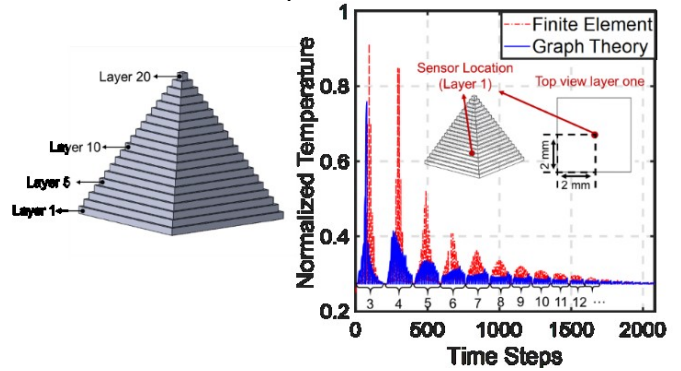 Layer 20
Layer 10
Layer 5
Layer 1
1
0.8
0.6
0.4
0.2
Normalized Temperature
Finite Element
Graph Theory
Sensor Location
(Layer 1)
Top view layer one
2 mm
2 mm
3 4 5 6 7 8 9 10 11 12 ...
0 500 1000 1500 2000
Time Steps